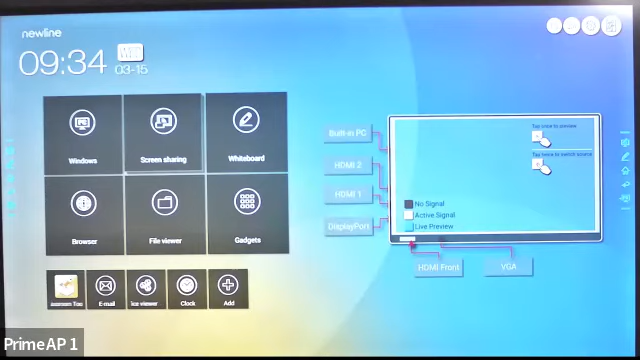 newline
09:34
WED
03-15
Windows
Screen sharing
Whiteboard
Browser
File viewer
Gadgets
E-mail
Clock
Add
Built-in PC
HDMI 2
HDMI 1
DisplayPort
HDMI Front
VGA
Tap once to preview
Tap twice to switch source
No Signal
Active Signal
Live Preview
PrimeAP 1